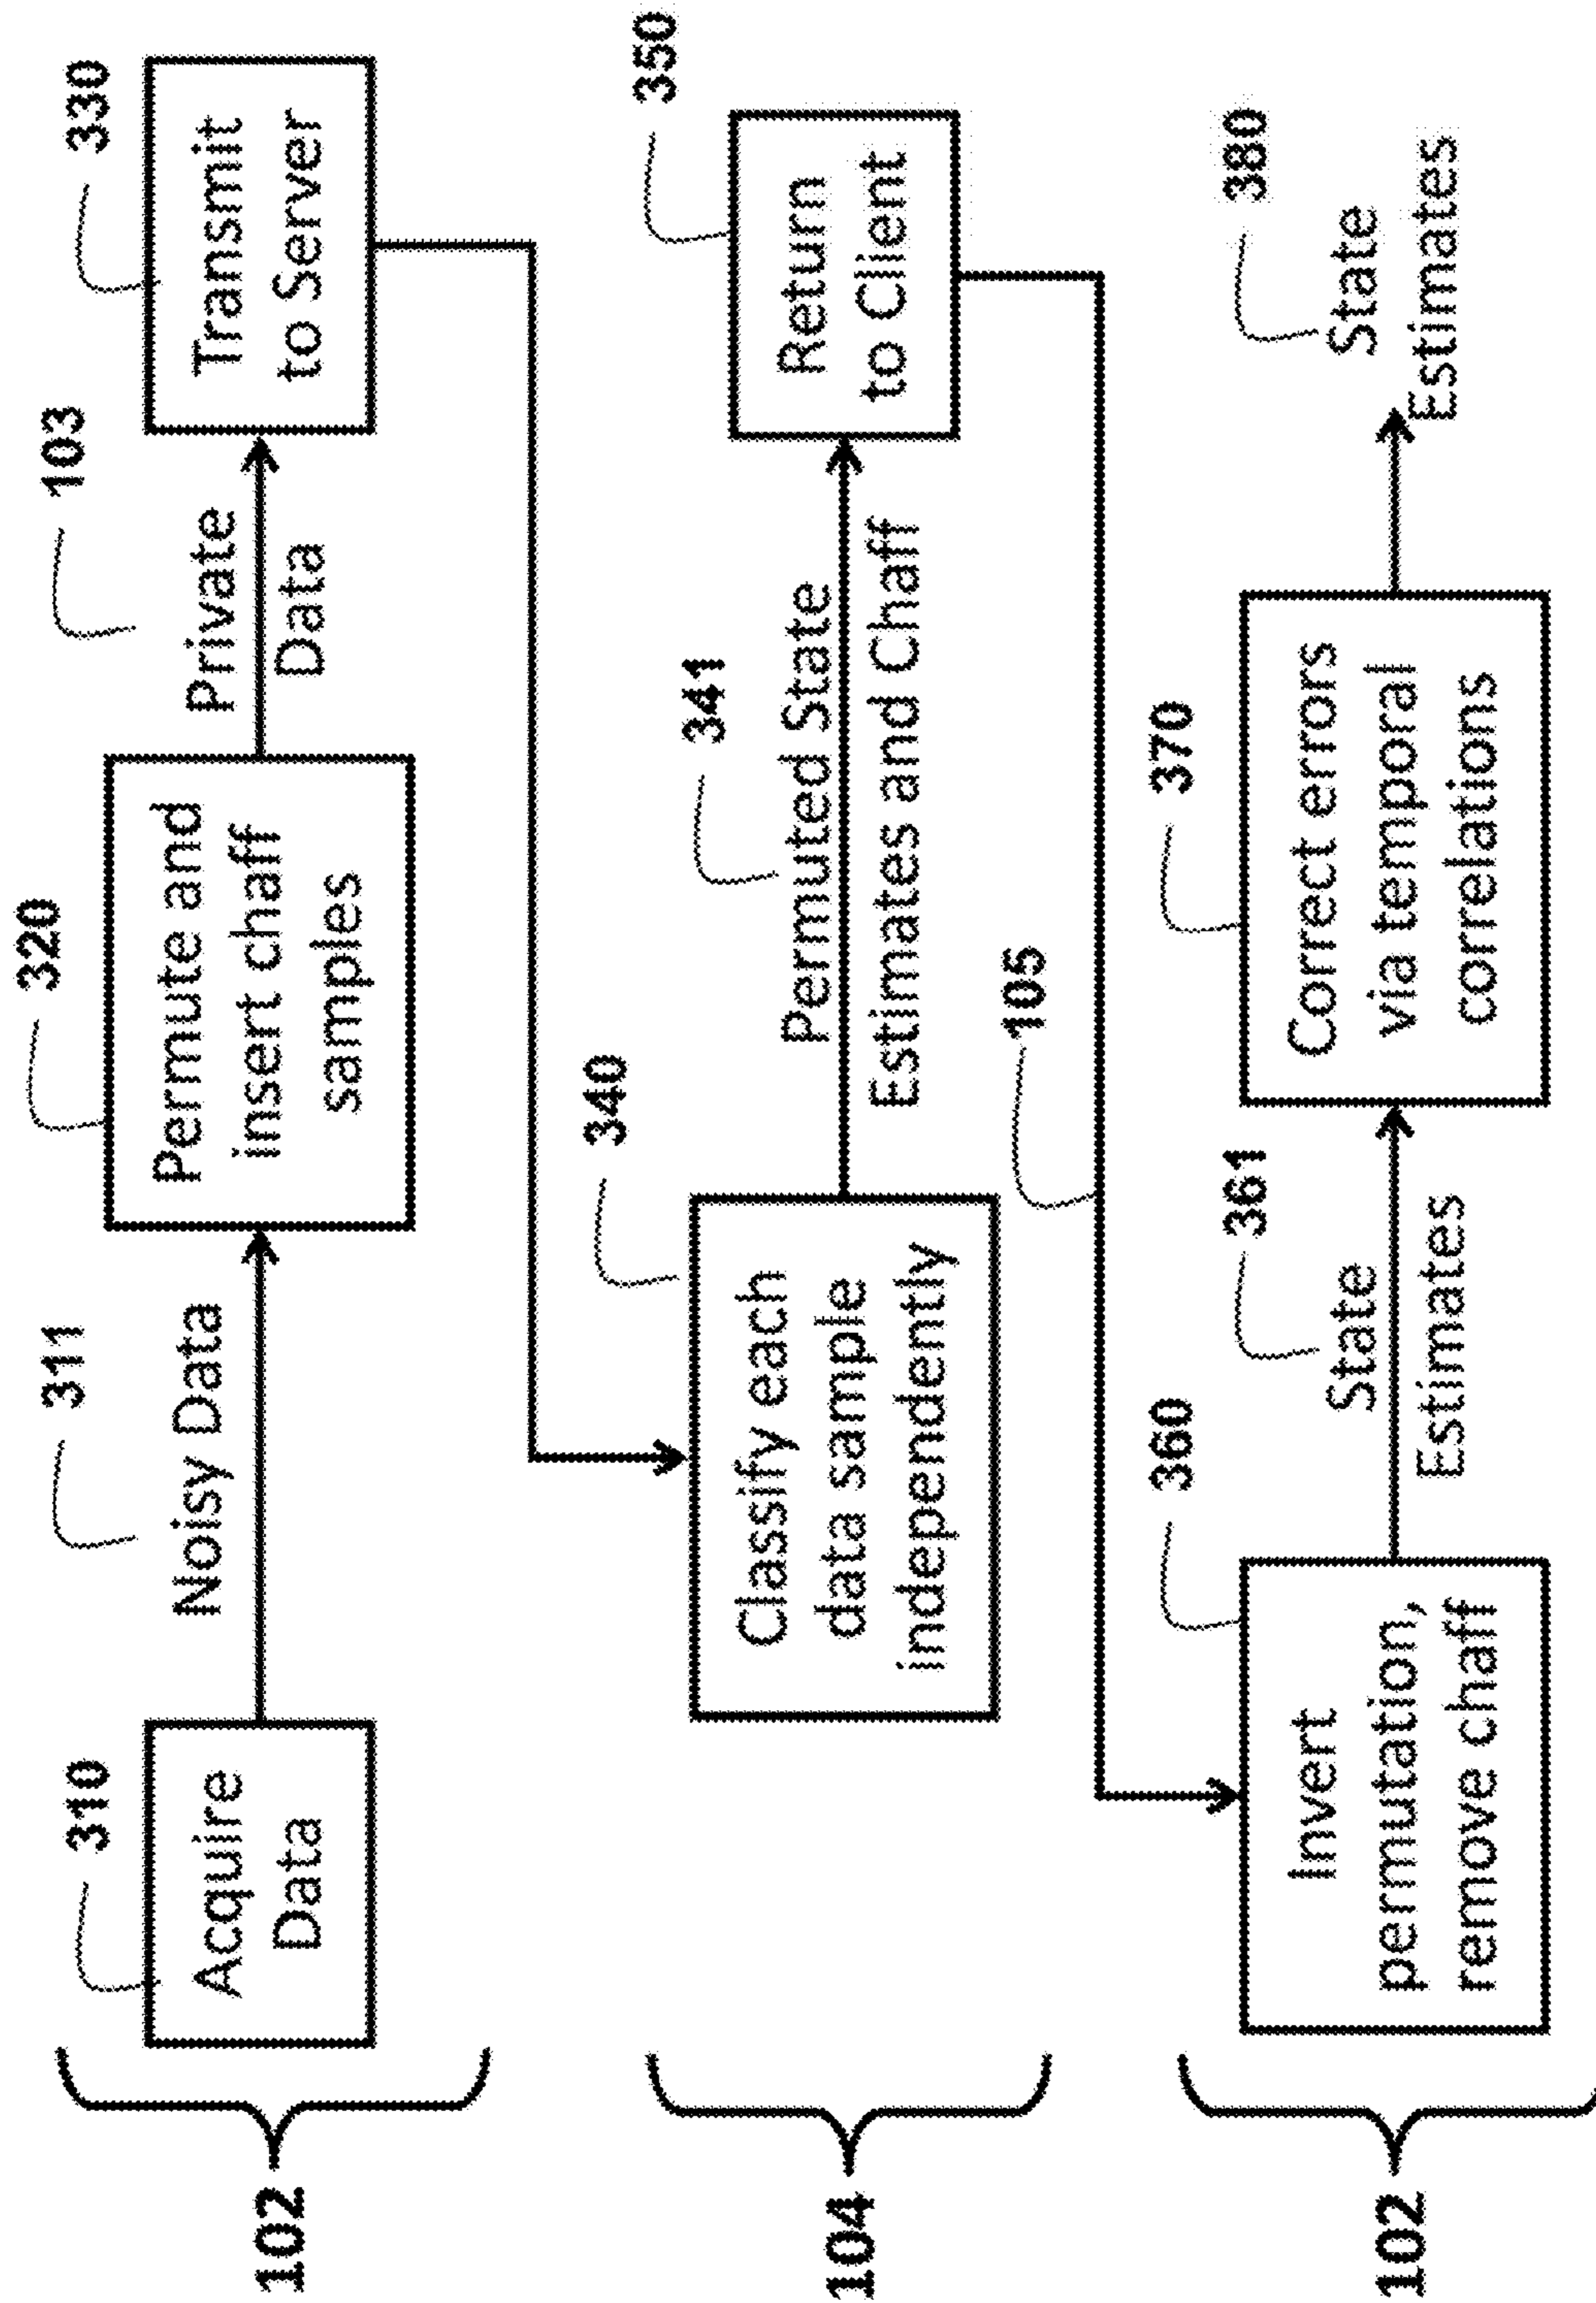 102
310
Acquire
Data
311
Noisy Data
320
Permute and
insert chaff
samples
103
Private
Data
330
Transmit
to Server
104
340
Classify each
data sample
independently
341
Permuted State
Estimates and Chaff
350
Return
to Client
105
102
360
Invert
permutation,
remove chaff
361
State
Estimates
370
Correct errors
via temporal
correlations
380
State
Estimates